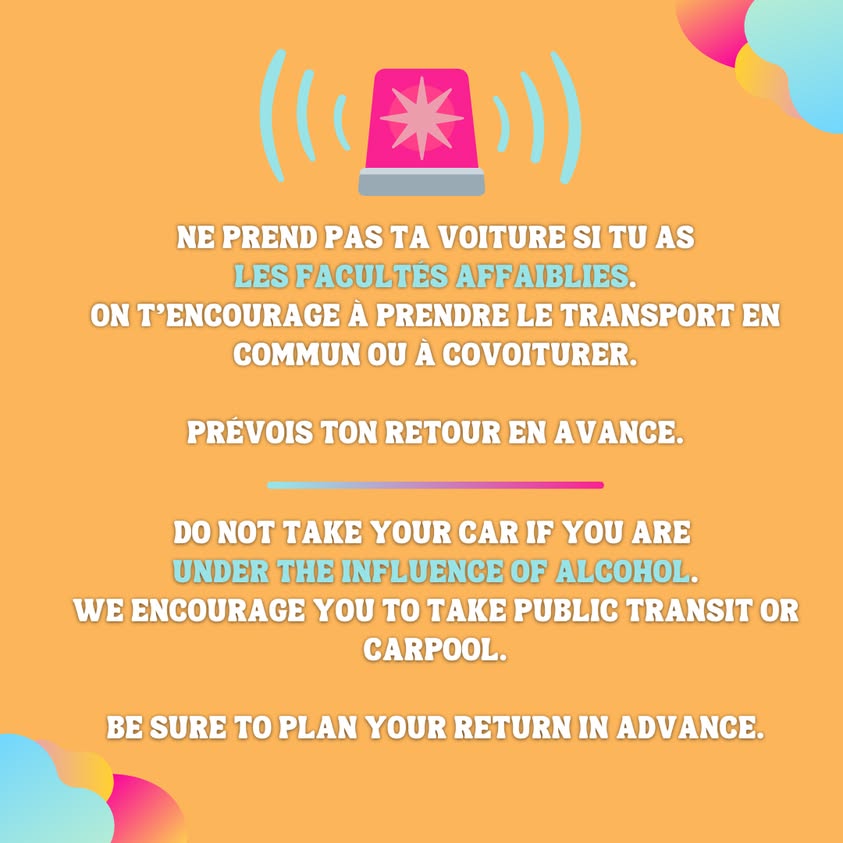 NE PREND PAS TA VOITURE SI TU AS
LES FACULTÉS AFFAIBLIES.
ON T'ENCOURAGE À PRENDRE LE TRANSPORT EN
COMMUN OU À COVOITURER.
PRÉVOIS TON RETOUR EN AVANCE.
DO NOT TAKE YOUR CAR IF YOU ARE
UNDER THE INFLUENCE OF ALCOHOL.
WE ENCOURAGE YOU TO TAKE PUBLIC TRANSIT OR
CARPOOL.
BE SURE TO PLAN YOUR RETURN IN ADVANCE.